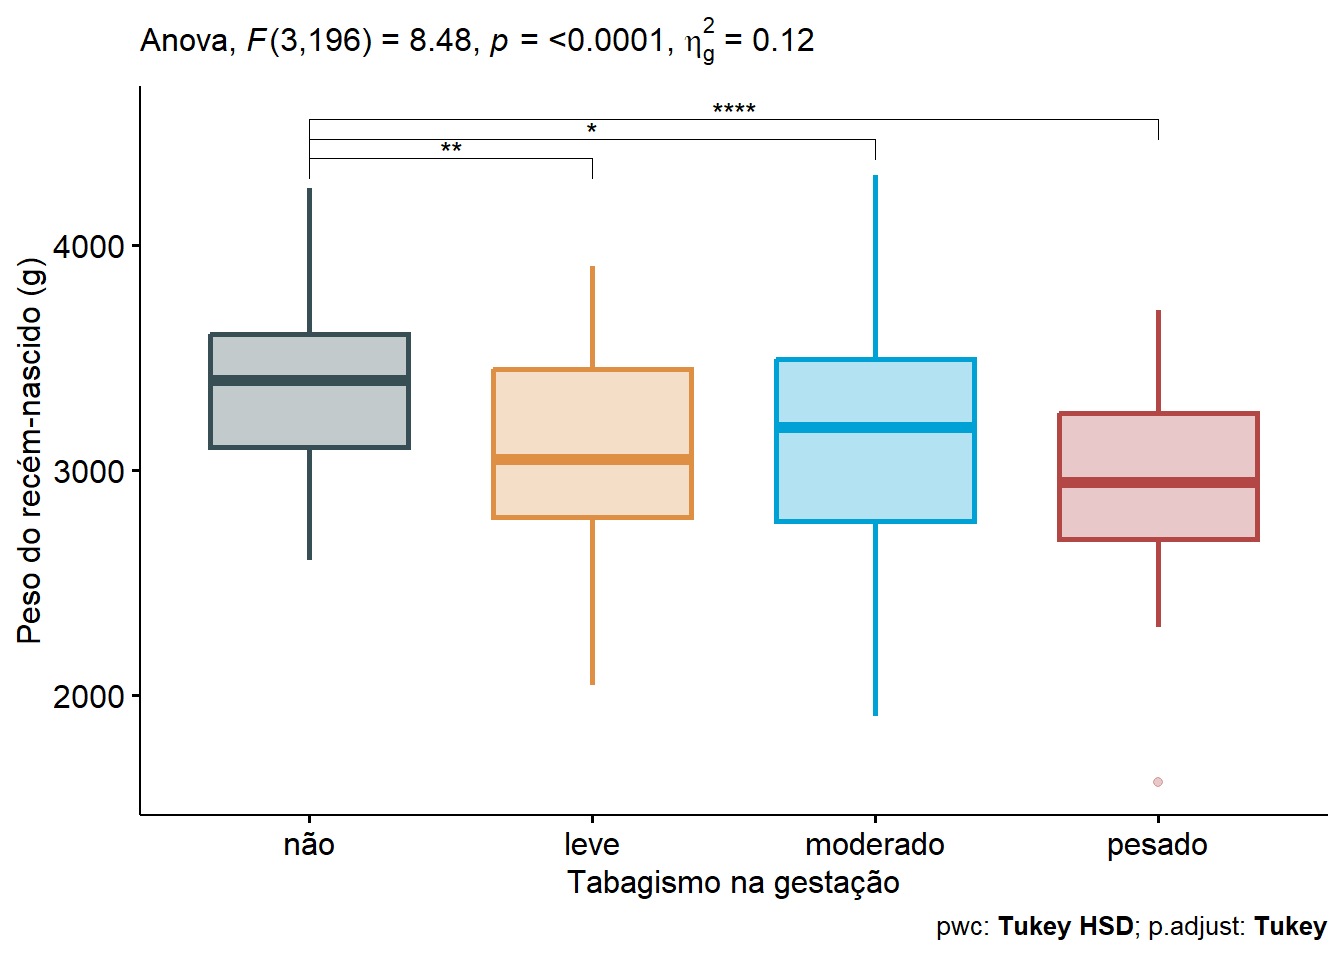 Anova, F(3,196) = 8.48, p = <0.0001, η²g = 0.12
****
*
**
Peso do recém-nascido (g)
4000
3000
2000
não leve moderado pesado
Tabagismo na gestação
pwc: Tukey HSD; p.adjust: Tukey